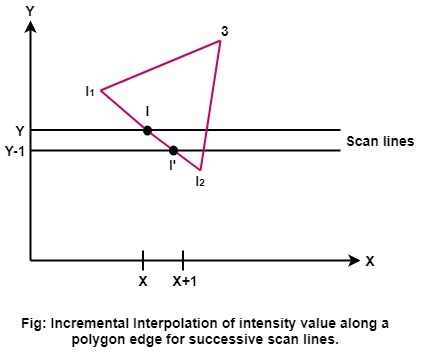 Y
3
I1
I
Y
Scan lines
Y-1
I'
I2
X
X
X+1
Fig: Incremental Interpolation of intensity value along a
polygon edge for successive scan lines.